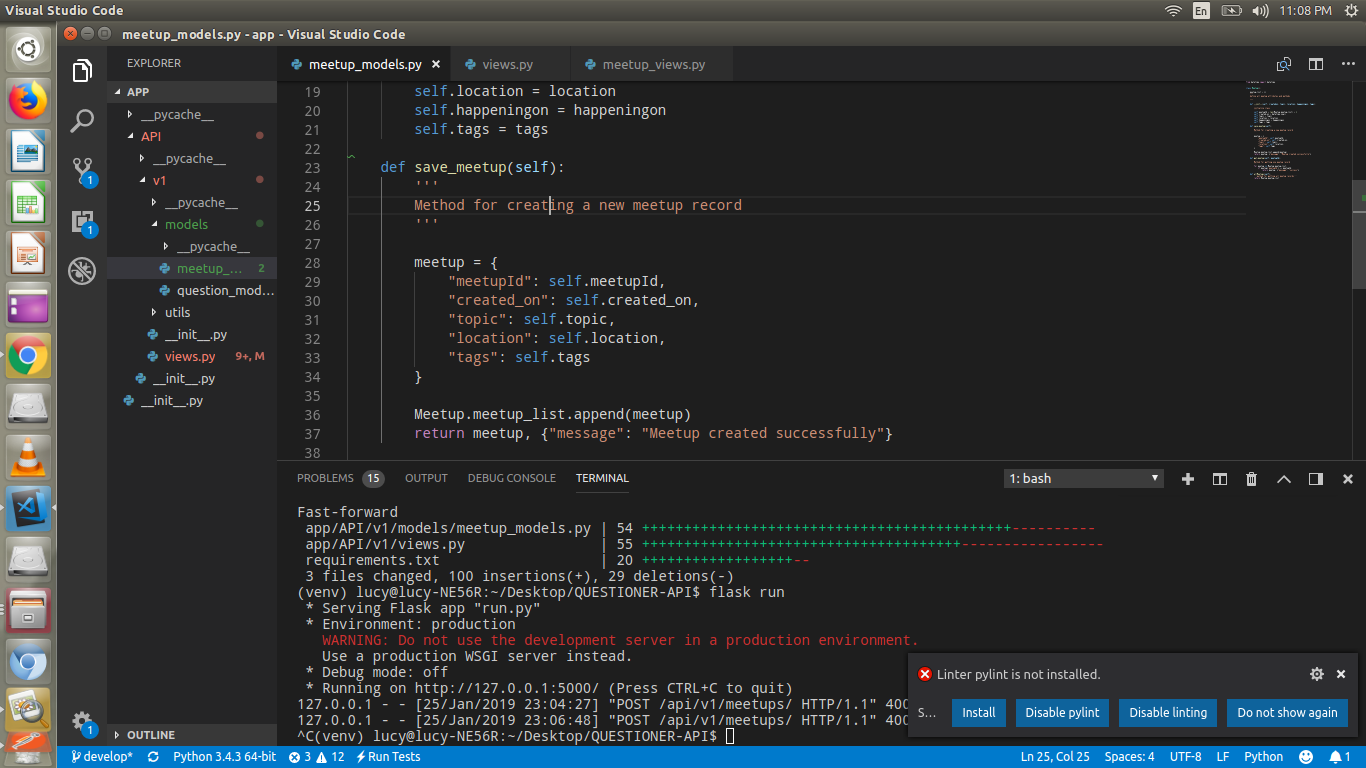 Visual Studio Code
En
11:08 PM
meetup_models.py - app - Visual Studio Code
EXPLORER
APP
__pycache__
API
__pycache__
v1
__pycache__
models
__pycache__
meetup_... 2
question_mod...
utils
__init__.py
views.py 9+, M
__init__.py
__init__.py
OUTLINE
1
1
1
meetup_models.py
views.py
meetup_views.py
19 self.location = location
20 self.happeningon = happeningon
21 self.tags = tags
22
23 def save_meetup(self):
24 '''
25 Method for creating a new meetup record
26 '''
27
28 meetup = {
29 "meetupId": self.meetupId,
30 "created_on": self.created_on,
31 "topic": self.topic,
32 "location": self.location,
33 "tags": self.tags
34 }
35
36 Meetup.meetup_list.append(meetup)
37 return meetup, {"message": "Meetup created successfully"}
38
PROBLEMS 15 OUTPUT DEBUG CONSOLE TERMINAL
1: bash
Fast-forward
app/API/v1/models/meetup_models.py | 54 ++++++++++++++++++++++++++++++++++++++++++++----------
app/API/v1/views.py | 55 ++++++++++++++++++++++++++++++++++++++-----------------
requirements.txt | 20 ++++++++++++++++++--
3 files changed, 100 insertions(+), 29 deletions(-)
(venv) lucy@lucy-NE56R:~/Desktop/QUESTIONER-API$ flask run
* Serving Flask app "run.py"
* Environment: production
WARNING: Do not use the development server in a production environment.
Use a production WSGI server instead.
* Debug mode: off
* Running on http://127.0.0.1:5000/ (Press CTRL+C to quit)
127.0.0.1 - - [25/Jan/2019 23:04:27] "POST /api/v1/meetups/ HTTP/1.1" 400
127.0.0.1 - - [25/Jan/2019 23:06:48] "POST /api/v1/meetups/ HTTP/1.1" 400
^C(venv) lucy@lucy-NE56R:~/Desktop/QUESTIONER-API$
Linter pylint is not installed.
S... Install Disable pylint Disable linting Do not show again
develop* Python 3.4.3 64-bit 3 12 Run Tests
Ln 25, Col 25 Spaces: 4 UTF-8 LF Python 1